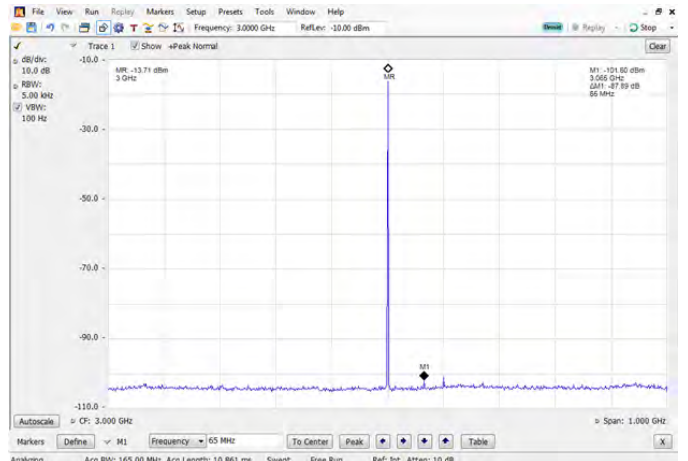 File View Run Replay Markers Setup Presets Tools Window Help
Frequency: 3.0000 GHz RefLev: -10.00 dBm Replay Stop
Trace 1 Show +Peak Normal Clear
dB/div:
10.0 dB
RBW:
5.00 kHz
VBW:
100 Hz
-10.0
MR: -13.71 dBm
3 GHz
MR
M1: -101.60 dBm
3.065 GHz
ΔM1: -87.89 dB
65 MHz
-30.0
-50.0
-70.0
-90.0
M1
-110.0
Autoscale CF: 3.000 GHz Span: 1.000 GHz
Markers Define M1 Frequency 65 MHz To Center Peak Table X
Analyzing Acq BW: 165.00 MHz, Acq Length: 10.861 ms Swept Free Run Ref: Int Atten: 10 dB